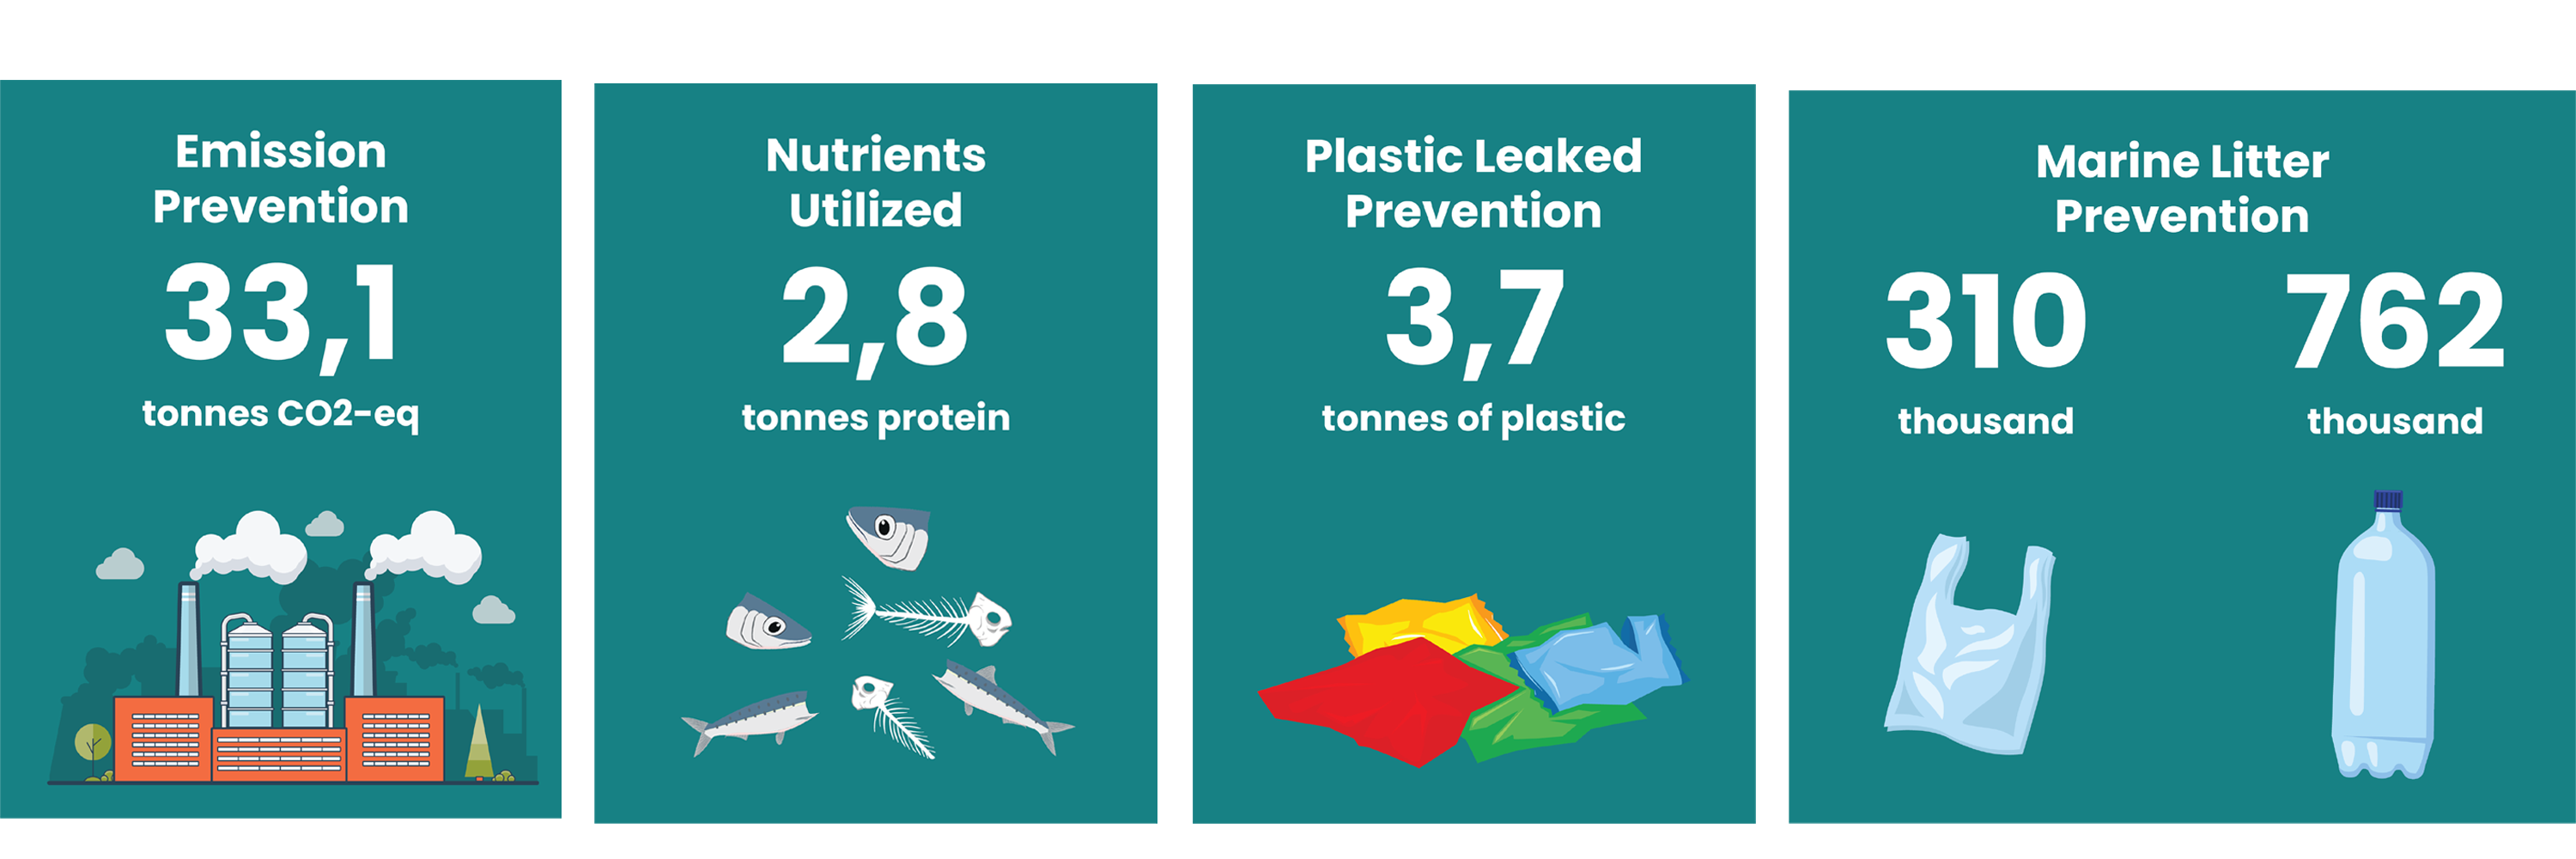 Emission
Prevention
33,1
tonnes CO2-eq
Nutrients
Utilized
2,8
tonnes protein
Plastic Leaked
Prevention
3,7
tonnes of plastic
Marine Litter
Prevention
310
thousand
762
thousand